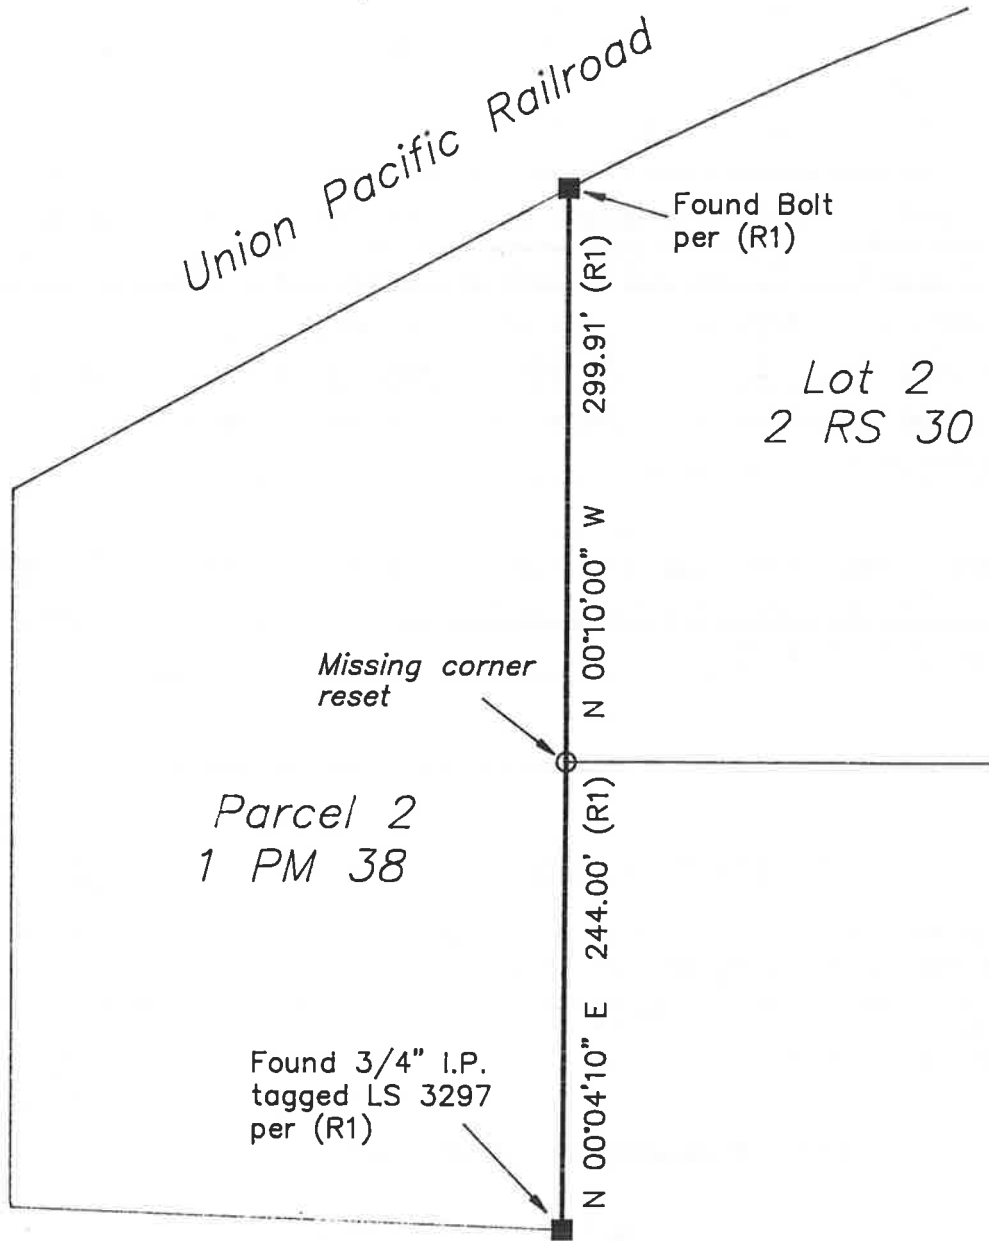 Union Pacific Railroad
Found Bolt
per (R1)
299.91' (R1)
N 00°10'00" W
Lot 2
2 RS 30
Missing corner
reset
Parcel 2
1 PM 38
244.00' (R1)
N 00°04'10" E
Found 3/4" I.P.
tagged LS 3297
per (R1)